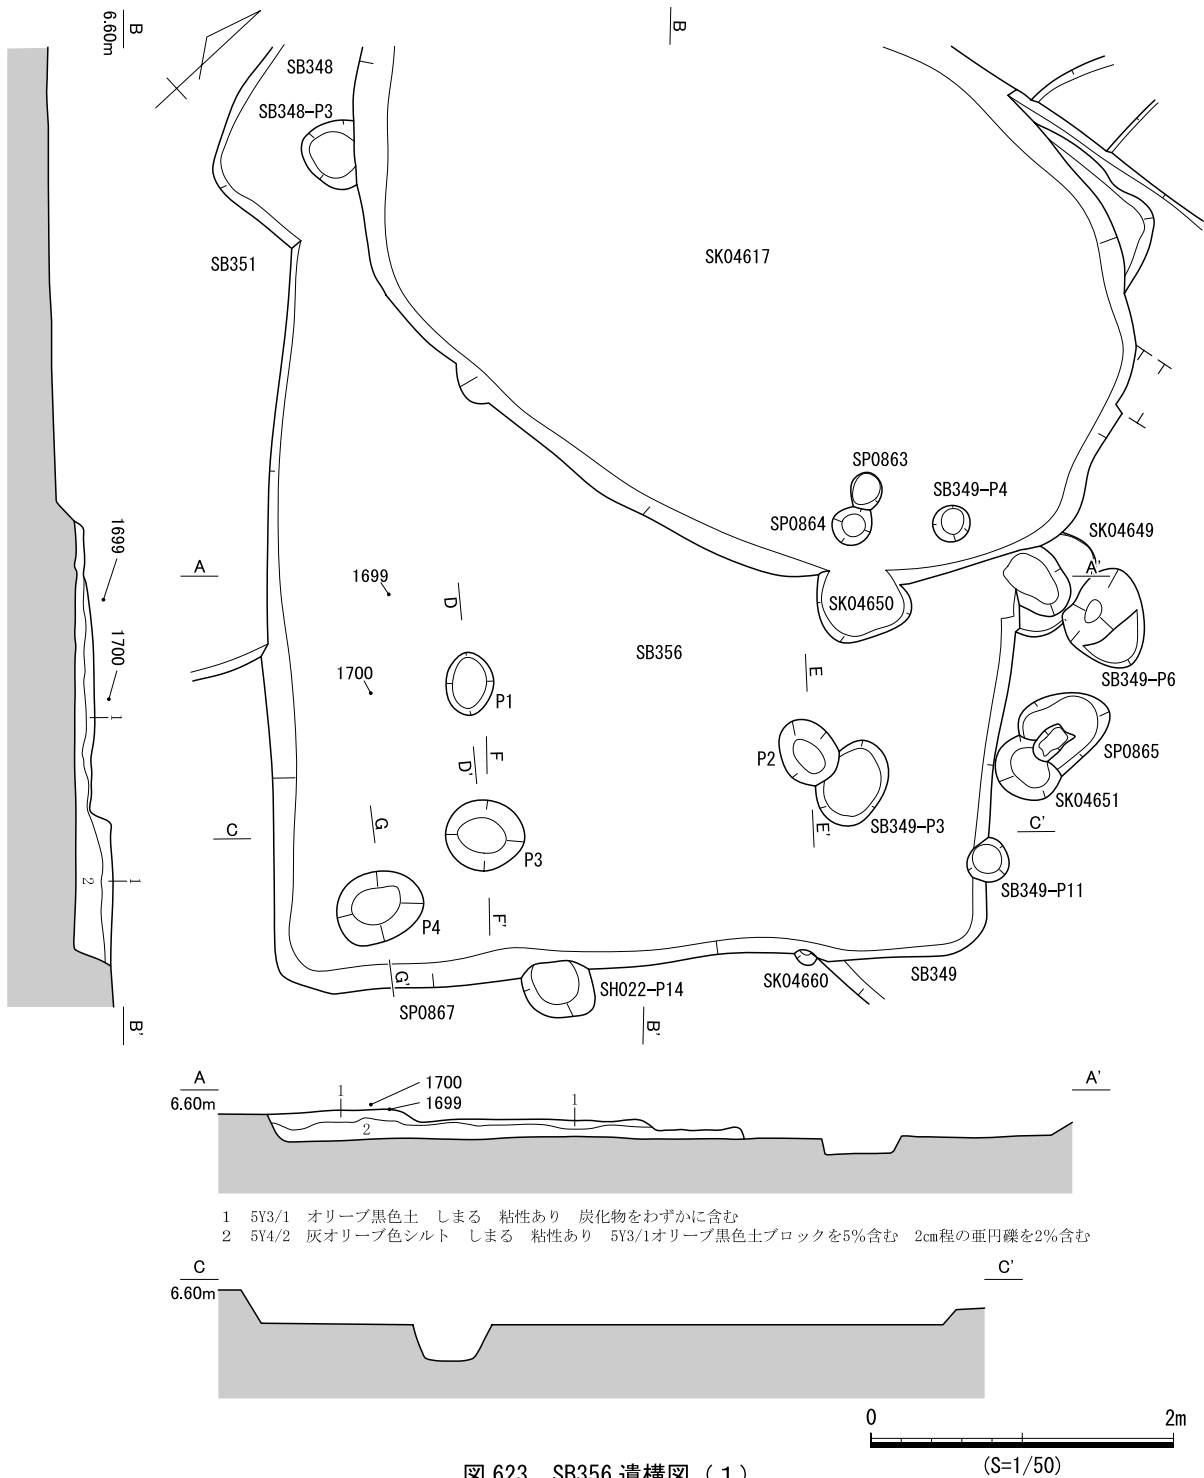 B
6.60m
B
SB348
SB348-P3
SB351
SK04617
SP0863
SP0864
SB349-P4
SK04649
1699
1700
A
A'
1699
D
SK04650
SB356
E
1700
P1
SB349-P6
F
D'
P2
SP0865
SK04651
G
C
P3
E'
SB349-P3
C'
SB349-P11
P4
F'
G'
SP0867
SH022-P14
SK04660
SB349
1
2
1
B'
B'
A
6.60m
1
1700
1699
1
2
A'
1 5Y3/1 オリーブ黒色土 しまる 粘性あり 炭化物をわずかに含む
2 5Y4/2 灰オリーブ色シルト しまる 粘性あり 5Y3/1オリーブ黒色土ブロックを5%含む 2㎝程の亜円礫を2%含む
C
6.60m
C'
0 2m
(S=1/50)
図 623 SB356 遺構図（1）